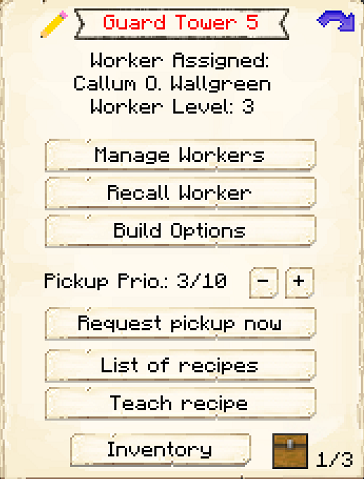 Guard Tower 5
Worker Assigned:
Callum O. Wallgreen
Worker Level: 3
Manage Workers
Recall Worker
Build Options
Pickup Prio.: 3/10 - +
Request pickup now
List of recipes
Teach recipe
Inventory
1/3